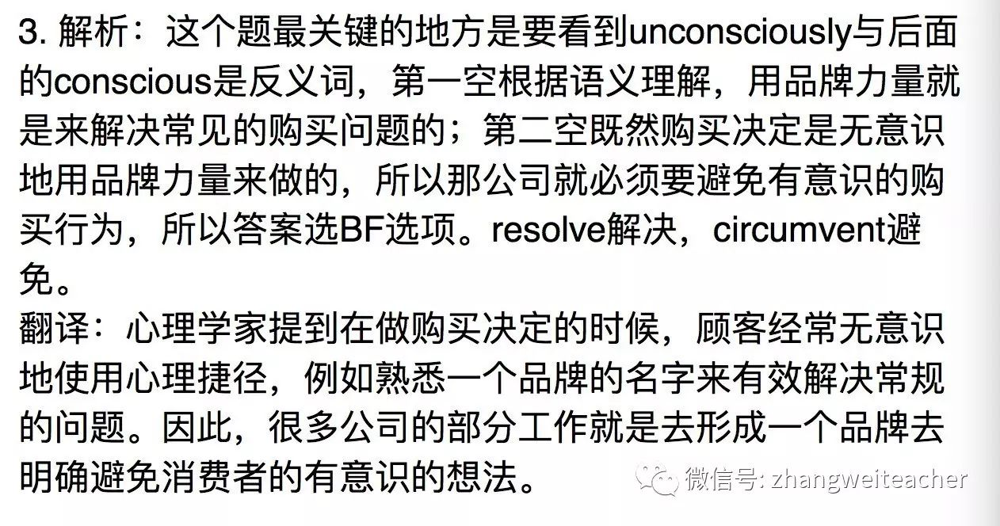 3. 解析：这个题最关键的地方是要看到unconsciously与后面
的conscious是反义词，第一空根据语义理解，用品牌力量就
是来解决常见的购买问题的；第二空既然购买决定是无意识
地用品牌力量来做的，所以那公司就必须要避免有意识的购
买行为，所以答案选BF选项。resolve解决，circumvent避
免。
翻译：心理学家提到在做购买决定的时候，顾客经常无意识
地使用心理捷径，例如熟悉一个品牌的名字来有效解决常规
的问题。因此，很多公司的部分工作就是去形成一个品牌去
明确避免消费者的有意识的想法。
微信号: zhangweiteacher